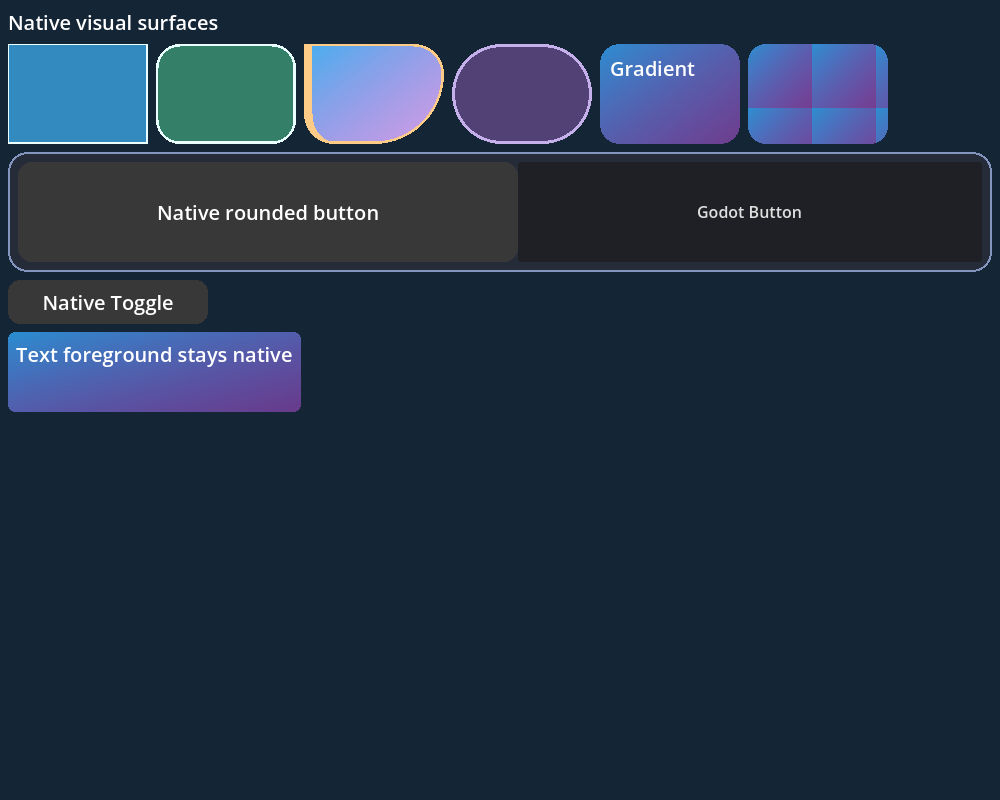 Native visual surfaces
Gradient
Native rounded button
Godot Button
Native Toggle
Text foreground stays native